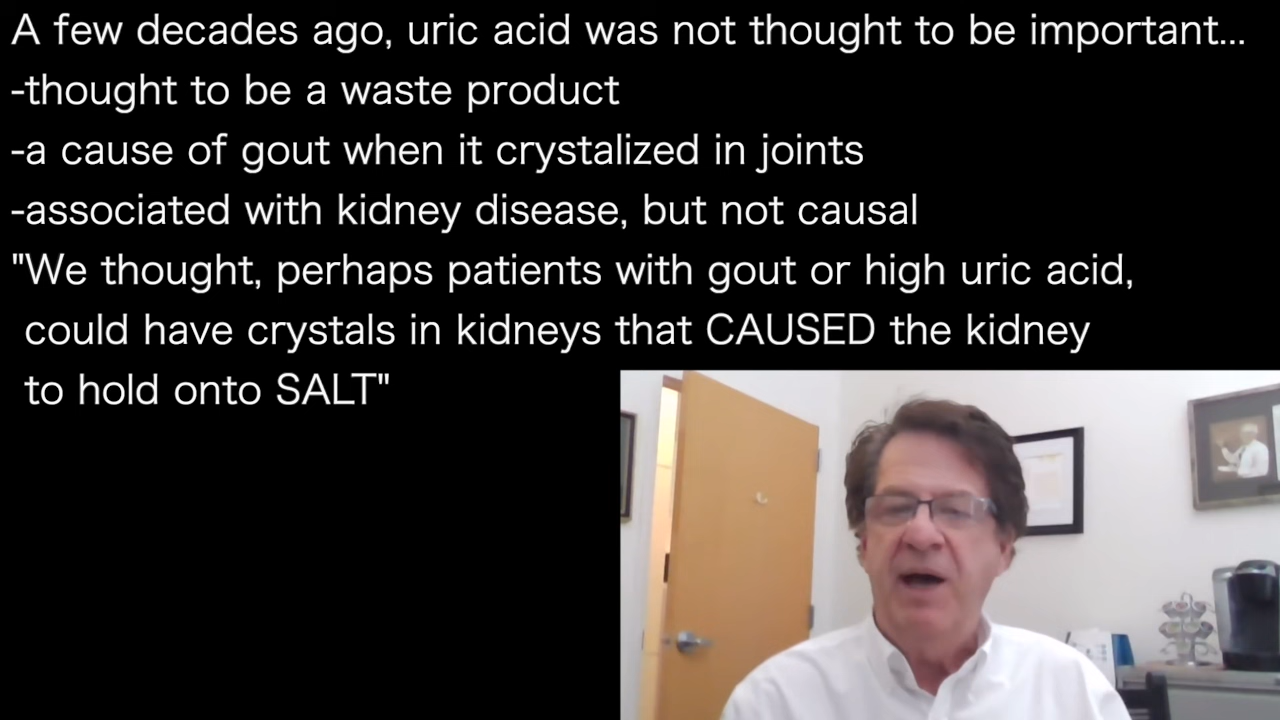 A few decades ago, uric acid was not thought to be important...
-thought to be a waste product
-a cause of gout when it crystalized in joints
-associated with kidney disease, but not causal
"We thought, perhaps patients with gout or high uric acid,
could have crystals in kidneys that CAUSED the kidney
to hold onto SALT"